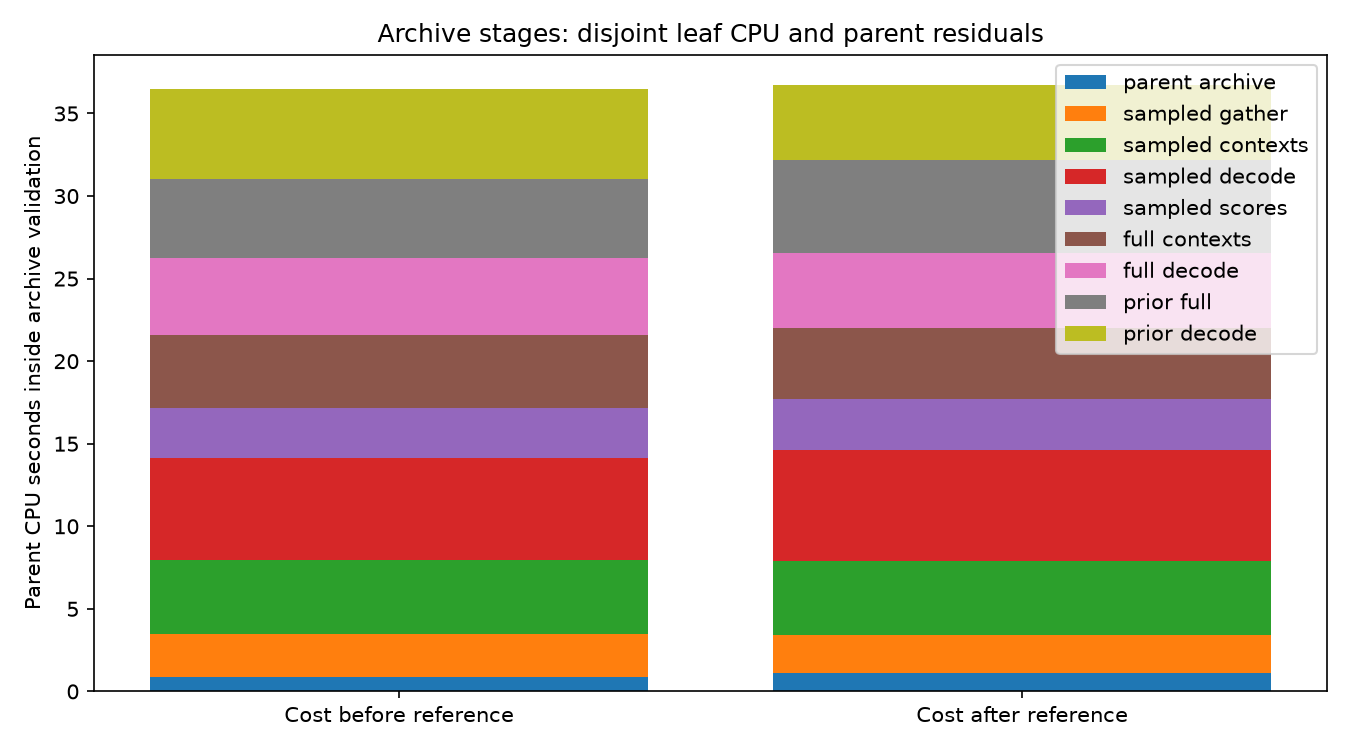 Archive stages: disjoint leaf CPU and parent residuals
Parent CPU seconds inside archive validation
35
30
25
20
15
10
5
0
parent archive
sampled gather
sampled contexts
sampled decode
sampled scores
full contexts
full decode
prior full
prior decode
Cost before reference
Cost after reference